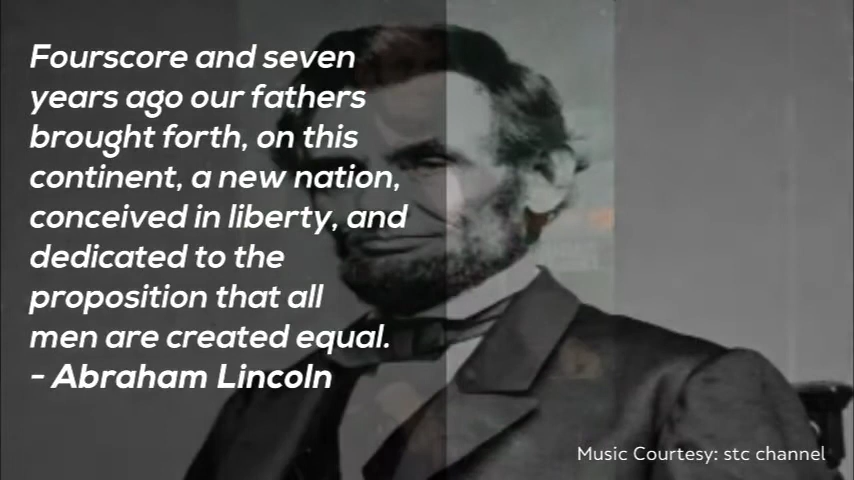 Fourscore and seven
years ago our fathers
brought forth, on this
continent, a new nation,
conceived in liberty, and
dedicated to the
proposition that all
men are created equal.
- Abraham Lincoln
Music Courtesy: stc channel